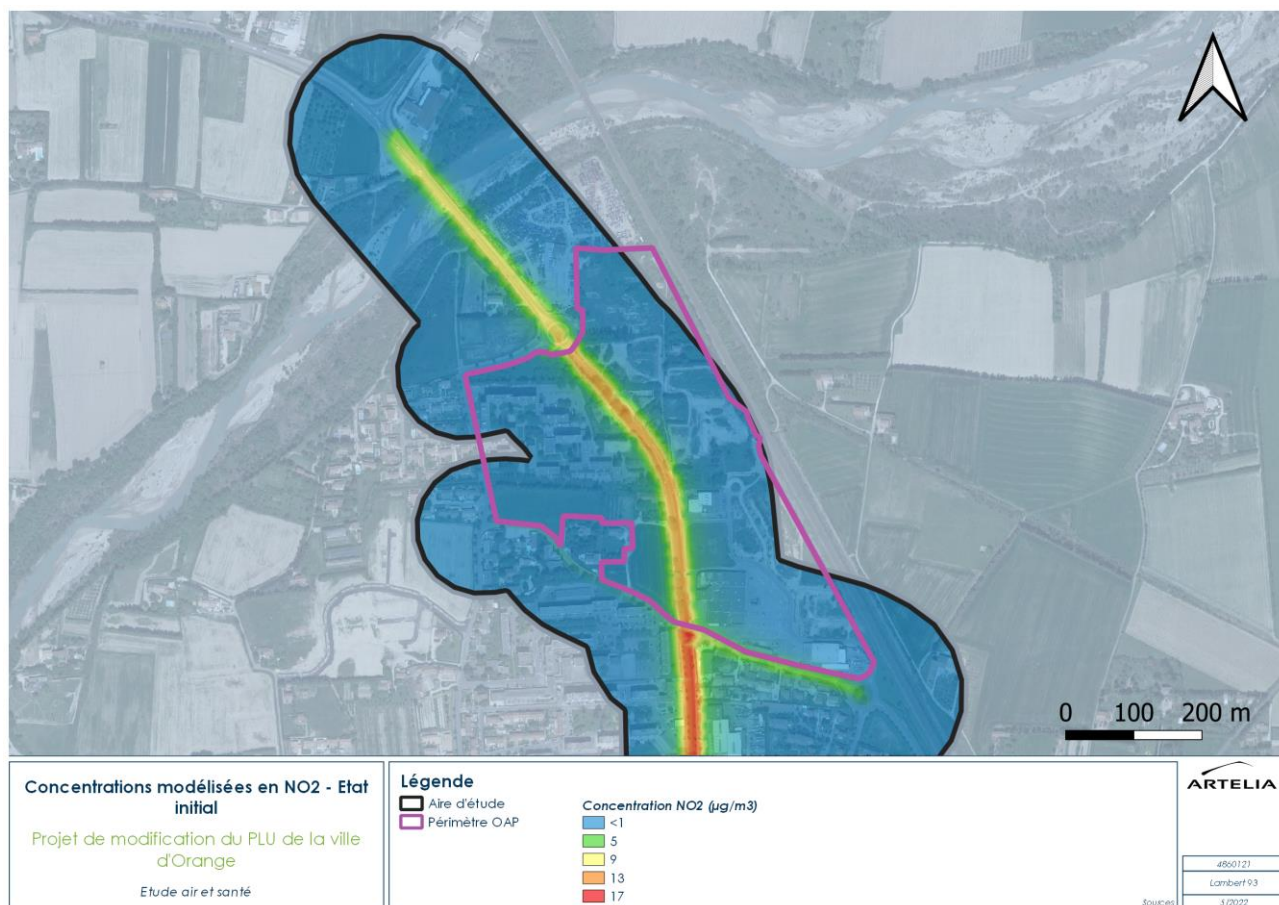 0 100 200 m
Concentrations modélisées en NO2 - Etat
initial
Projet de modification du PLU de la ville
d'Orange
Etude air et santé
Légende
Aire d'étude
Périmètre OAP
Concentration NO2 (µg/m3)
<1
5
9
13
17
ARTELIA
4860121
Lambert 93
Sources
5/2022